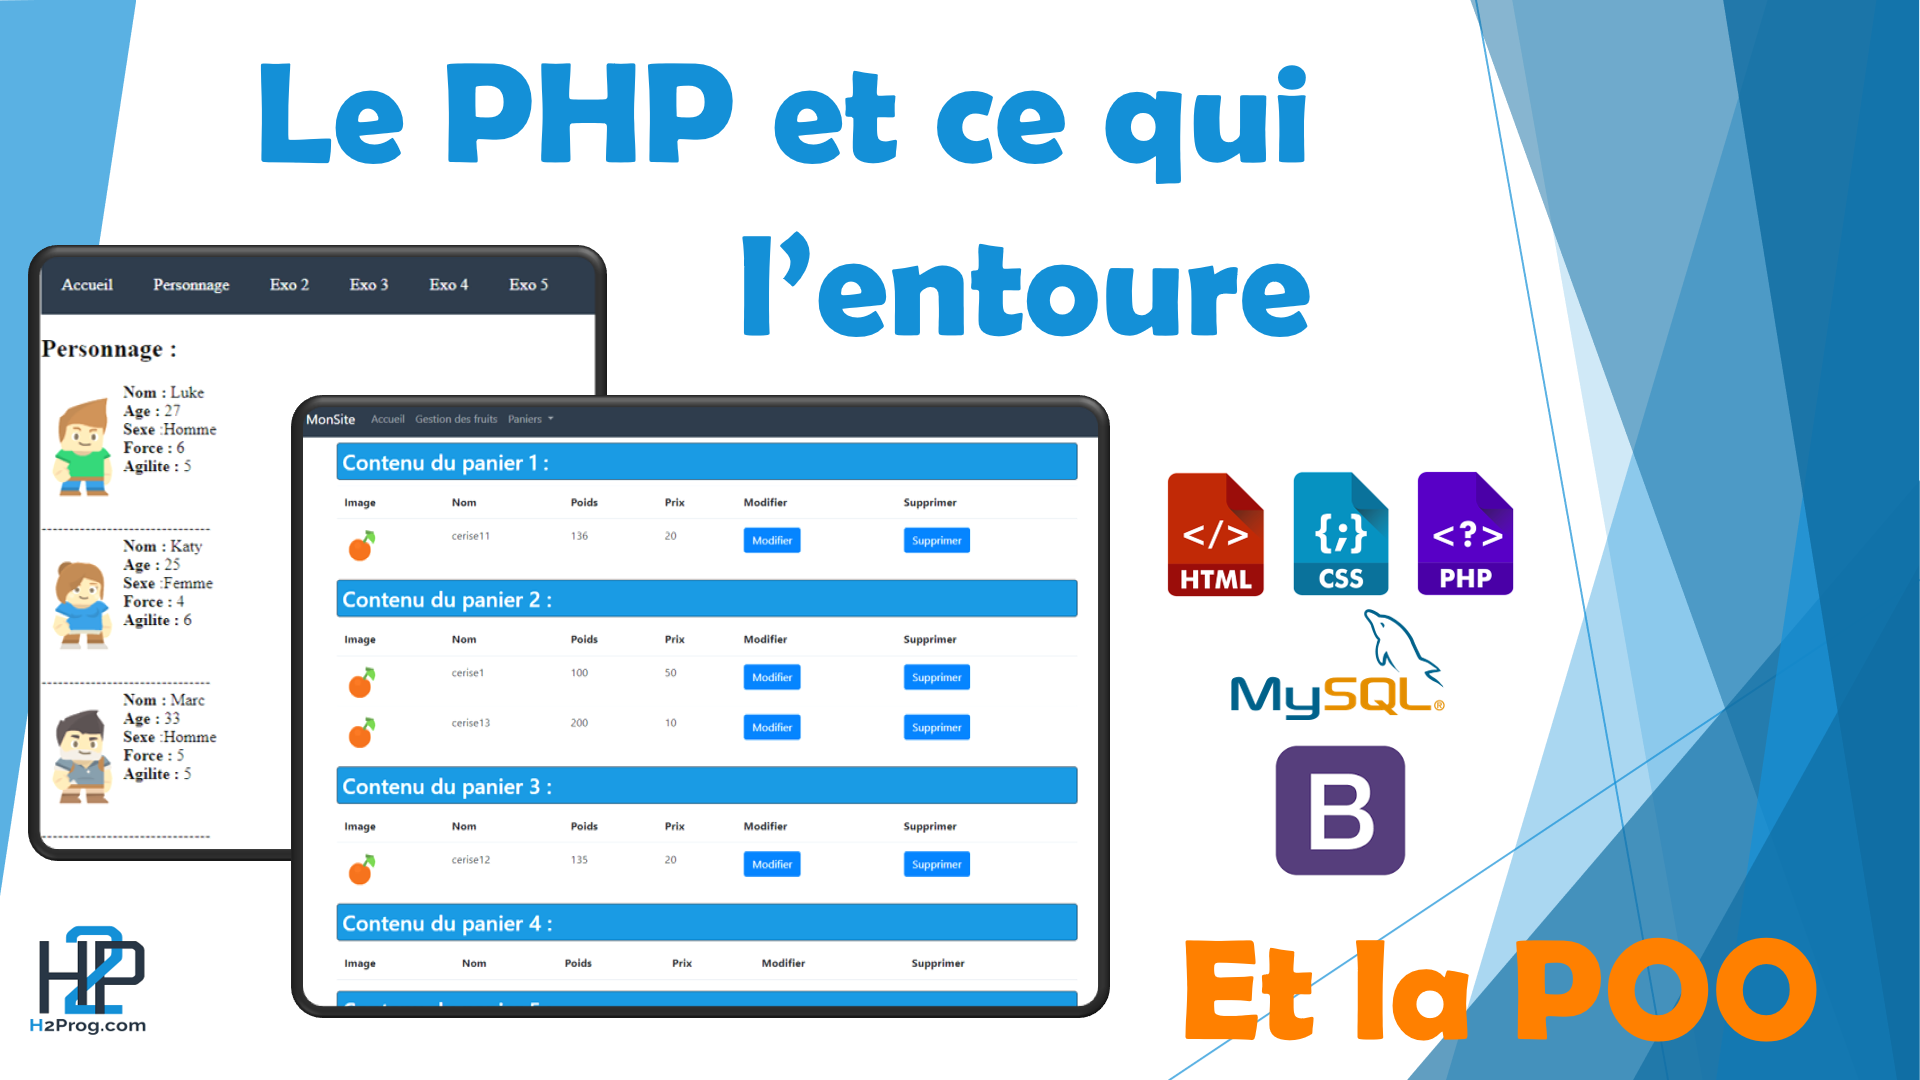 Le PHP et ce qui
l’entoure
Accueil Personnage Exo 2 Exo 3 Exo 4 Exo 5
Personnage :
Nom : Luke
Age : 27
Sexe :Homme
Force : 6
Agilite : 5
--------------------------------
Nom : Katy
Age : 25
Sexe :Femme
Force : 4
Agilite : 6
--------------------------------
Nom : Marc
Age : 33
Sexe :Homme
Force : 5
Agilite : 5
--------------------------------
MonSite Accueil Gestion des fruits Paniers
Contenu du panier 1 :
Image Nom Poids Prix Modifier Supprimer
cerise11 136 20 Modifier Supprimer
Contenu du panier 2 :
Image Nom Poids Prix Modifier Supprimer
cerise1 100 50 Modifier Supprimer
cerise13 200 10 Modifier Supprimer
Contenu du panier 3 :
Image Nom Poids Prix Modifier Supprimer
cerise12 135 20 Modifier Supprimer
Contenu du panier 4 :
Image Nom Poids Prix Modifier Supprimer
</> {;} <?>
HTML CSS PHP
MySQL®
B
H2P
H2Prog.com
Et la POO